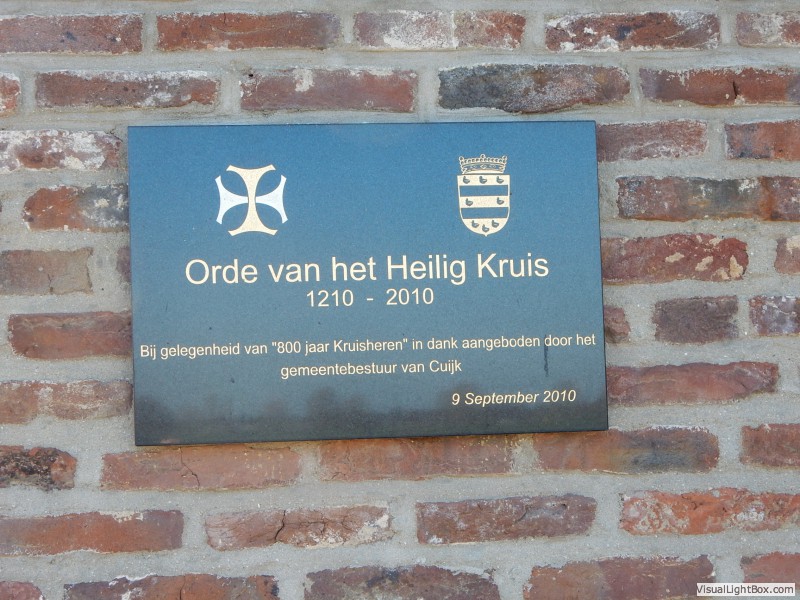 Orde van het Heilig Kruis
1210 - 2010
Bij gelegenheid van "800 jaar Kruisheren" in dank aangeboden door het
gemeentebestuur van Cuijk
9 September 2010
VisualLightBox.com